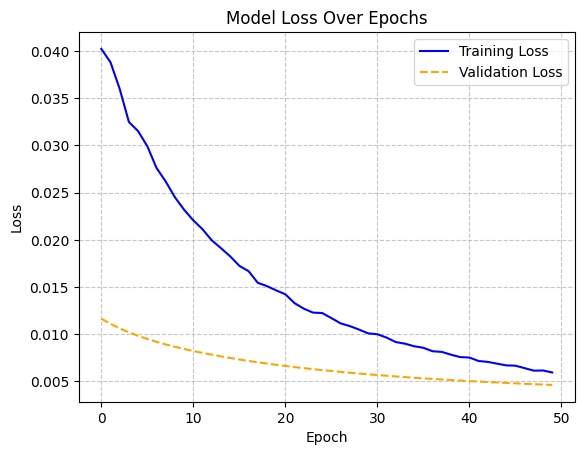 Model Loss Over Epochs
Training Loss
Validation Loss
0.040
0.035
0.030
0.025
0.020
0.015
0.010
0.005
Loss
0 10 20 30 40 50
Epoch